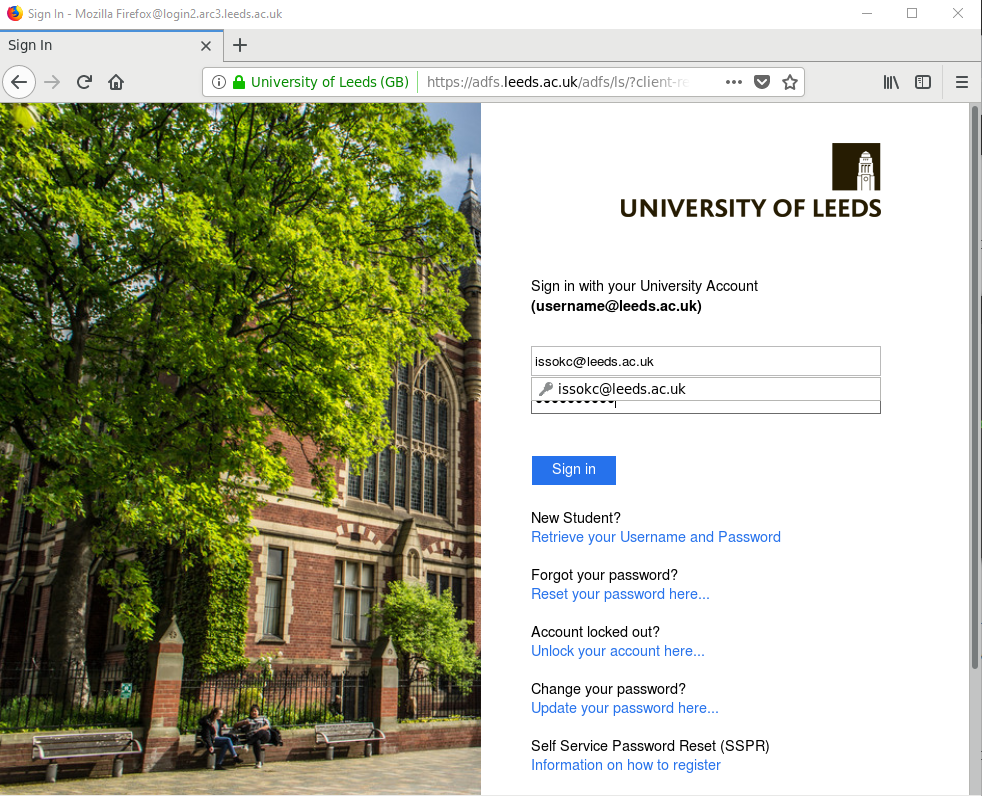 Sign In - Mozilla Firefox@login2.arc3.leeds.ac.uk
Sign In
University of Leeds (GB)
https://adfs.leeds.ac.uk/adfs/ls/?client-re
UNIVERSITY OF LEEDS
Sign in with your University Account
(username@leeds.ac.uk)
issokc@leeds.ac.uk
issokc@leeds.ac.uk
Sign in
New Student?
Retrieve your Username and Password
Forgot your password?
Reset your password here...
Account locked out?
Unlock your account here...
Change your password?
Update your password here...
Self Service Password Reset (SSPR)
Information on how to register